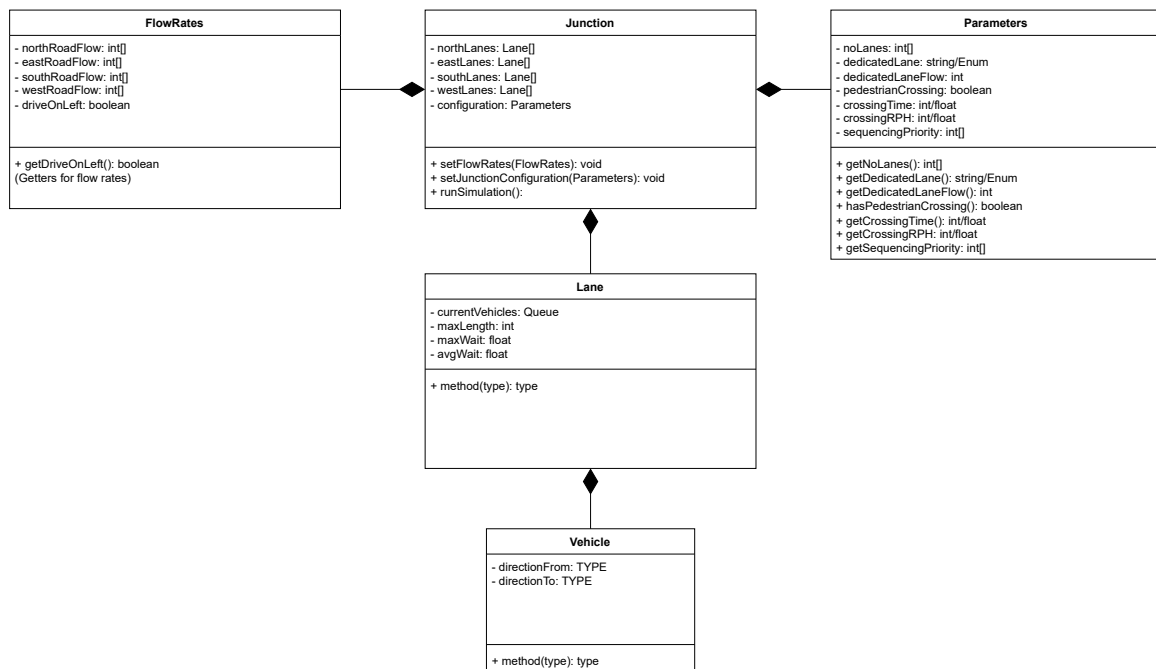 FlowRates
- northRoadFlow: int[]
- eastRoadFlow: int[]
- southRoadFlow: int[]
- westRoadFlow: int[]
- driveOnLeft: boolean
+ getDriveOnLeft(): boolean
(Getters for flow rates)
Junction
- northLanes: Lane[]
- eastLanes: Lane[]
- southLanes: Lane[]
- westLanes: Lane[]
- configuration: Parameters
+ setFlowRates(FlowRates): void
+ setJunctionConfiguration(Parameters): void
+ runSimulation():
Parameters
- noLanes: int[]
- dedicatedLane: string/Enum
- dedicatedLaneFlow: int
- pedestrianCrossing: boolean
- crossingTime: int/float
- crossingRPH: int/float
- sequencingPriority: int[]
+ getNoLanes(): int[]
+ getDedicatedLane(): string/Enum
+ getDedicatedLaneFlow(): int
+ hasPedestrianCrossing(): boolean
+ getCrossingTime(): int/float
+ getCrossingRPH: int/float
+ getSequencingPriority: int[]
Lane
- currentVehicles: Queue
- maxLength: int
- maxWait: float
- avgWait: float
+ method(type): type
Vehicle
- directionFrom: TYPE
- directionTo: TYPE
+ method(type): type